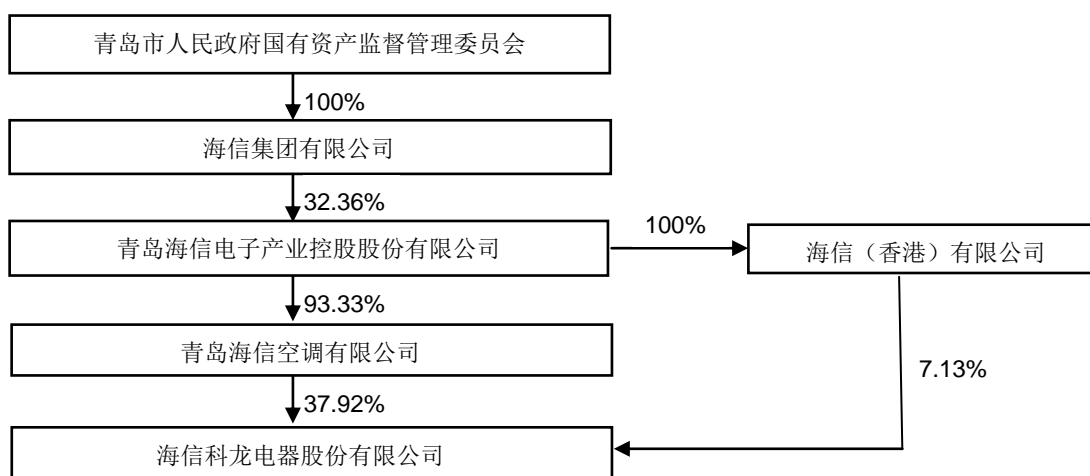 青岛市人民政府国有资产监督管理委员会
100%
海信集团有限公司
32.36%
青岛海信电子产业控股股份有限公司
100%
海信（香港）有限公司
93.33%
青岛海信空调有限公司
7.13%
37.92%
海信科龙电器股份有限公司